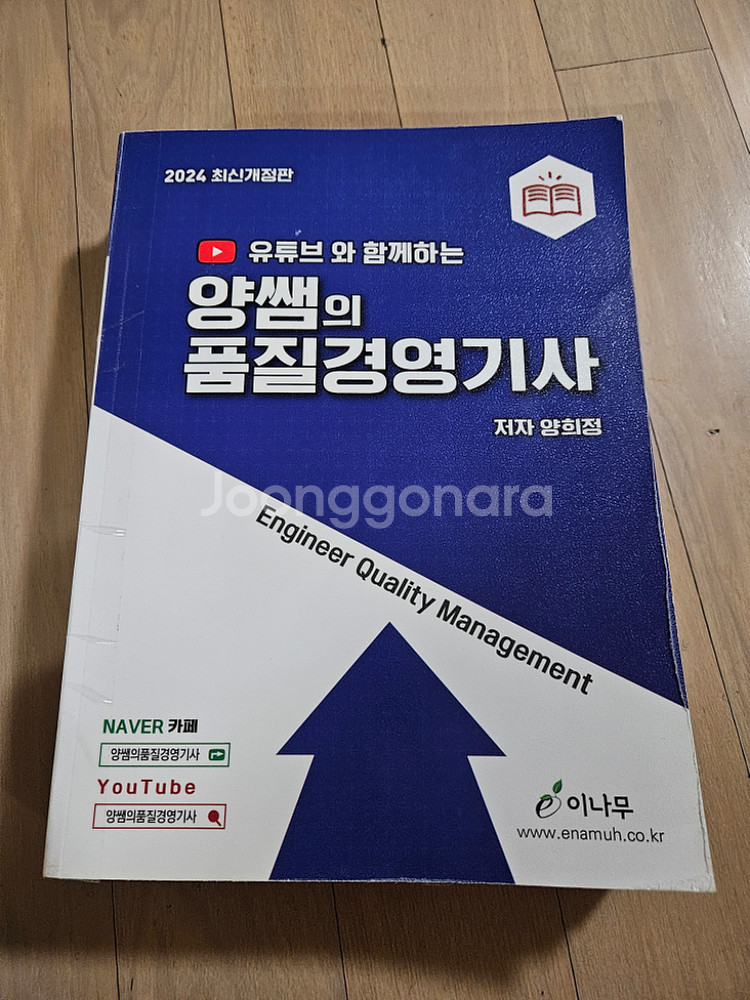 2024 최신개정판
유튜브 와 함께하는
양쌤의
품질경영기사
저자 양희정
Joonggonara
Engineer Quality Management
NAVER 카페
양쌤의품질경영기사
YouTube
양쌤의품질경영기사
이나무
www.enamuh.co.kr